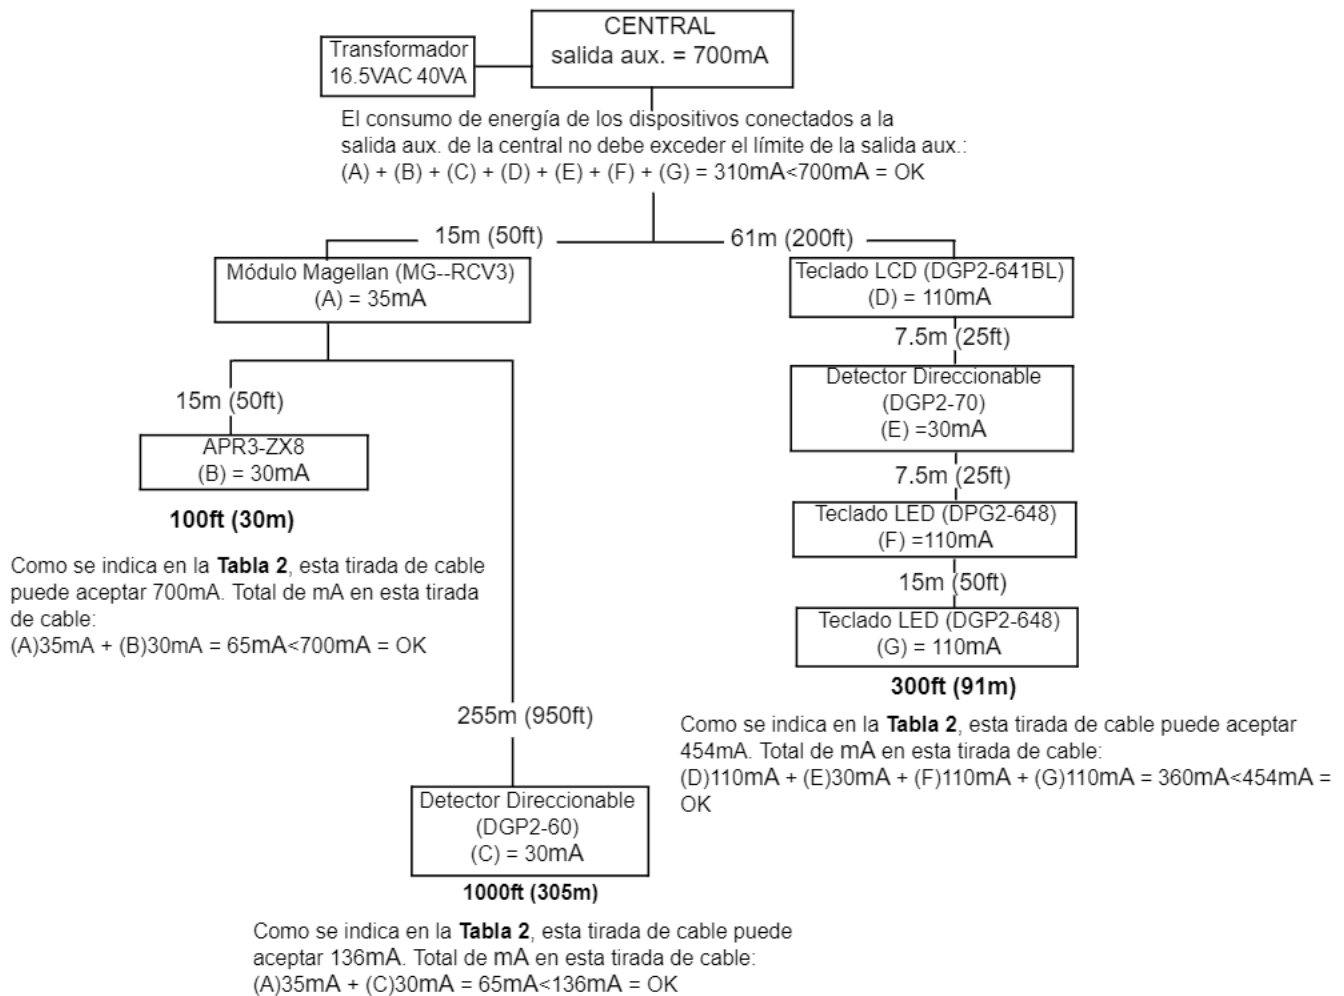 CENTRAL
salida aux. = 700mA
Transformador
16.5VAC 40VA
El consumo de energía de los dispositivos conectados a la
salida aux. de la central no debe exceder el límite de la salida aux.:
(A) + (B) + (C) + (D) + (E) + (F) + (G) = 310mA<700mA = OK
15m (50ft)
61m (200ft)
Módulo Magellan (MG--RCV3)
(A) = 35mA
Teclado LCD (DGP2-641BL)
(D) = 110mA
7.5m (25ft)
Detector Direccionable
(DGP2-70)
(E) =30mA
15m (50ft)
APR3-ZX8
(B) = 30mA
100ft (30m)
7.5m (25ft)
Teclado LED (DPG2-648)
(F) =110mA
Como se indica en la Tabla 2, esta tirada de cable
puede aceptar 700mA. Total de mA en esta tirada
de cable:
(A)35mA + (B)30mA = 65mA<700mA = OK
15m (50ft)
Teclado LED (DGP2-648)
(G) = 110mA
300ft (91m)
255m (950ft)
Como se indica en la Tabla 2, esta tirada de cable puede aceptar
454mA. Total de mA en esta tirada de cable:
(D)110mA + (E)30mA + (F)110mA + (G)110mA = 360mA<454mA =
OK
Detector Direccionable
(DGP2-60)
(C) = 30mA
1000ft (305m)
Como se indica en la Tabla 2, esta tirada de cable puede
aceptar 136mA. Total de mA en esta tirada de cable:
(A)35mA + (C)30mA = 65mA<136mA = OK